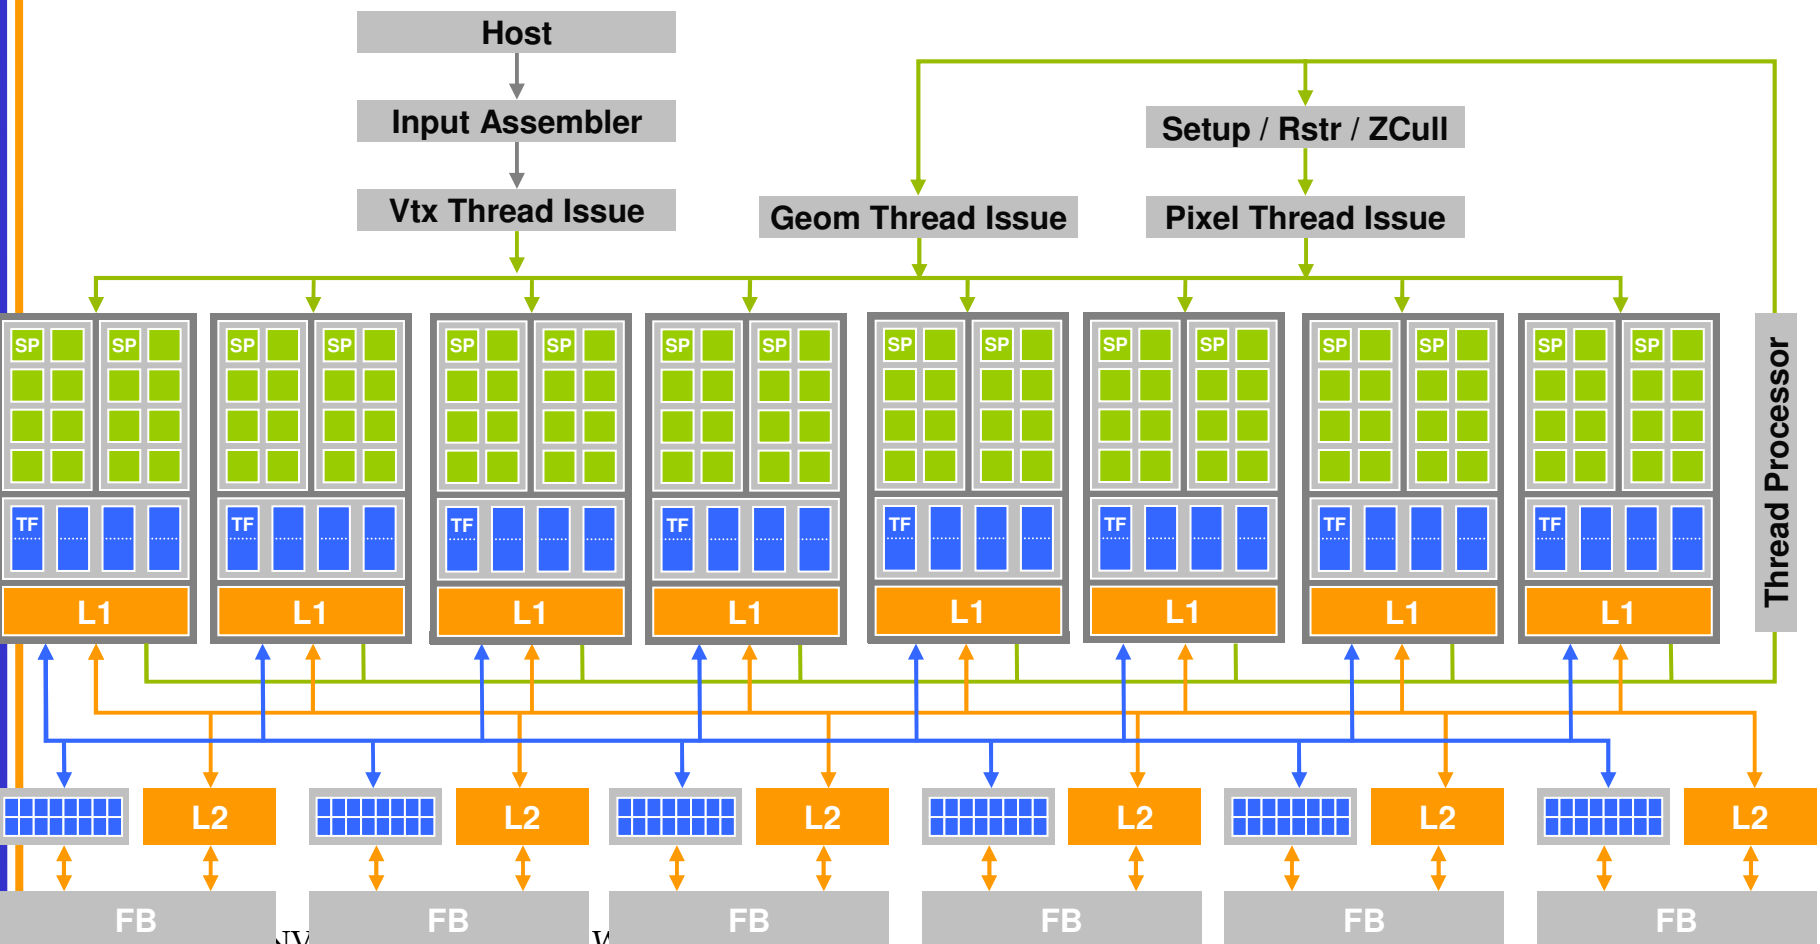 Host
Input Assembler
Setup / Rstr / ZCull
Vtx Thread Issue
Geom Thread Issue
Pixel Thread Issue
SP SP SP SP SP SP SP SP SP SP SP SP SP SP SP SP
Thread Processor
TF TF TF TF TF TF TF TF
L1 L1 L1 L1 L1 L1 L1 L1
L2 L2 L2 L2 L2 L2
FB FB FB FB FB FB